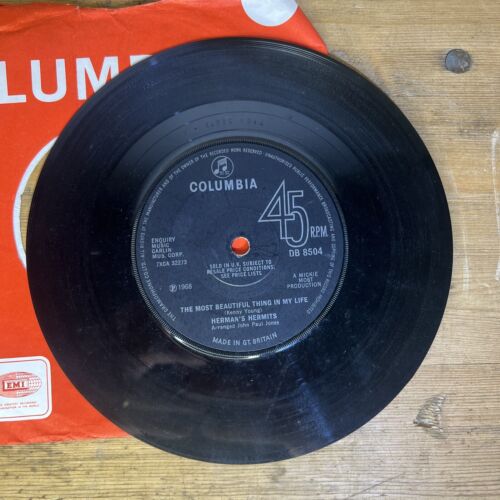 LUMB
COLUMBIA
45 RPM
DB 8504
ENQUIRY
MUSIC
CARLIN
MUS. CORP.
7XCA 32273
Ⓟ 1968
SOLD IN U.K. SUBJECT TO
RESALE PRICE CONDITIONS,
SEE PRICE LISTS
A MICKIE
MOST
PRODUCTION
THE MOST BEAUTIFUL THING IN MY LIFE
(Kenny Young)
HERMAN'S HERMITS
Arranged John Paul Jones
MADE IN GT. BRITAIN
EMI